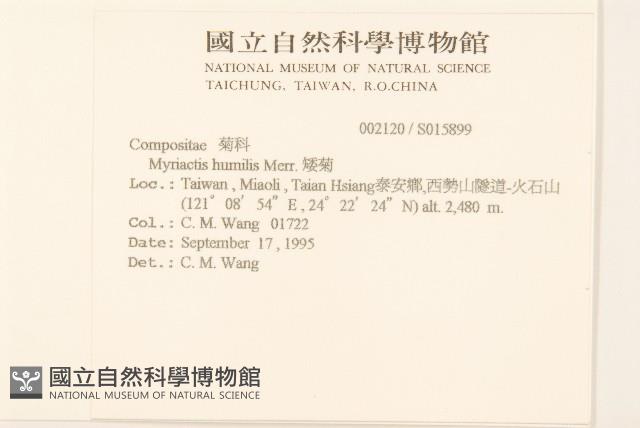 國立自然科學博物館
NATIONAL MUSEUM OF NATURAL SCIENCE
TAICHUNG, TAIWAN, R.O.CHINA
002120/S015899
Compositae 菊科
Myriactis humilis Merr. 矮菊
Loc.: Taiwan, Miaoli, Taian Hsiang泰安鄉,西勢山隧道-火石山
(121° 08′ 54” E, 24° 22′ 24” N) alt. 2,480 m.
Col.: C. M. Wang 01722
Date: September 17, 1995
Det.: C. M. Wang
國立自然科學博物館
NATIONAL MUSEUM OF NATURAL SCIENCE